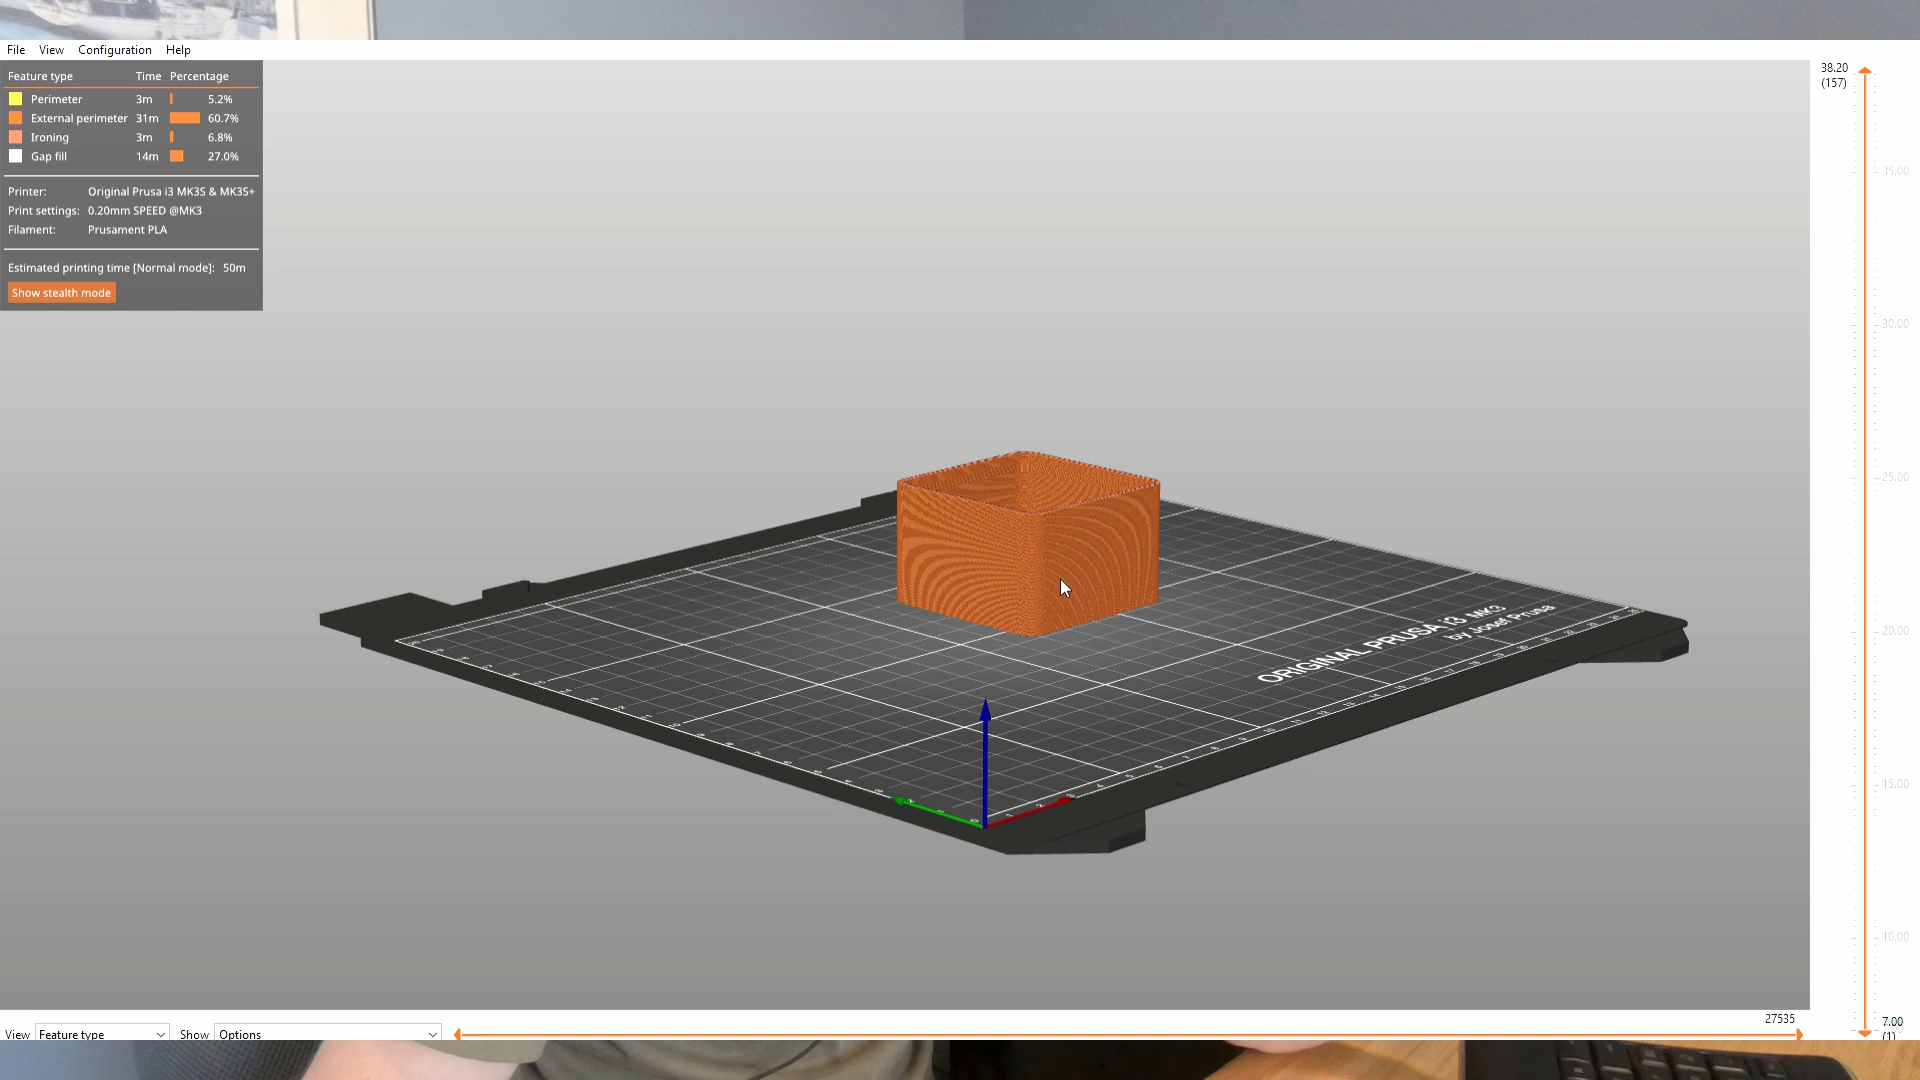 File View Configuration Help
Feature type Time Percentage
Perimeter 3m 5.2%
External perimeter 31m 60.7%
Ironing 3m 6.8%
Gap fill 14m 27.0%
Printer: Original Prusa i3 MK3S & MK3S+
Print settings: 0.20mm SPEED @MK3
Filament: Prusament PLA
Estimated printing time [Normal mode]: 50m
Show stealth mode
38.20
(157)
35.00
30.00
25.00
20.00
15.00
10.00
7.00
(1)
ORIGINAL PRUSA i3 MK3
by Josef Prusa
27535
View Feature type Show Options